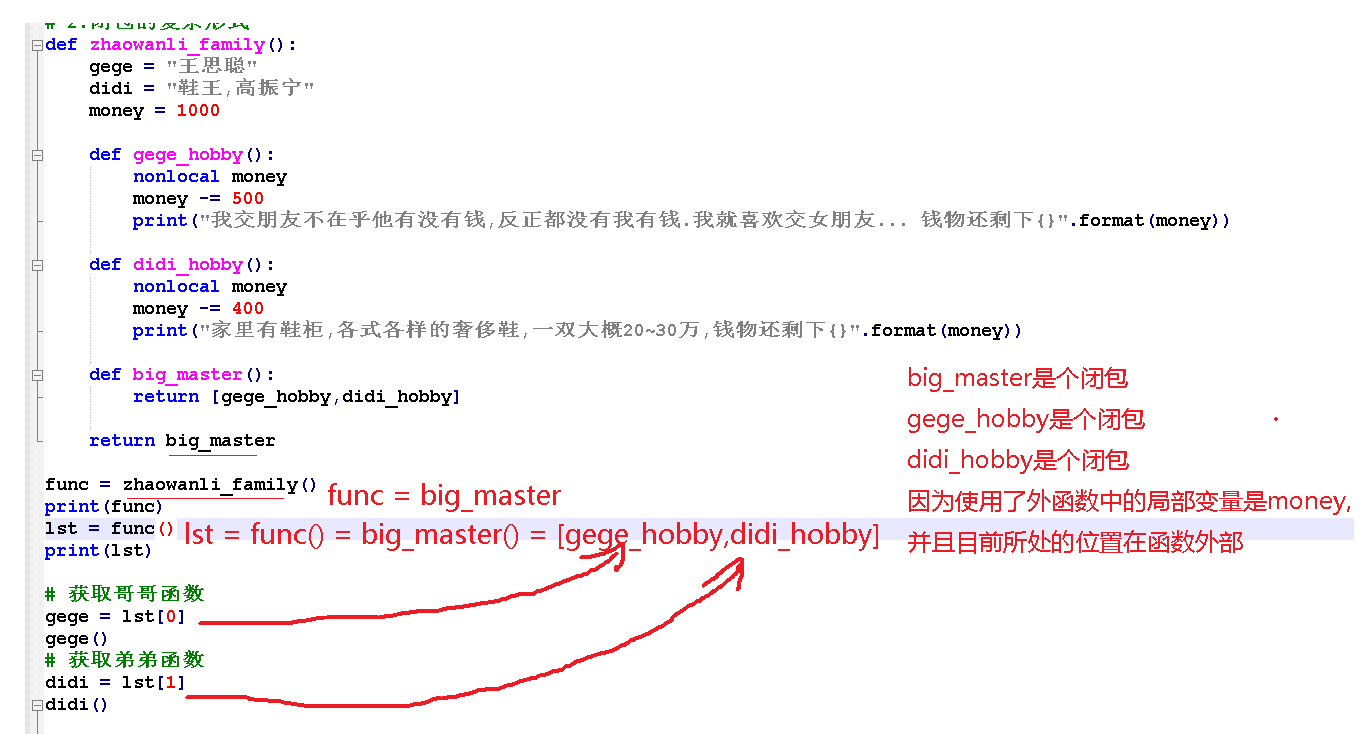 # 2.闭包的复杂形式
def zhaowanli_family():
gege = "王思聪"
didi = "鞋王,高振宁"
money = 1000
def gege_hobby():
nonlocal money
money -= 500
print("我交朋友不在乎他有没有钱,反正都没有我有钱.我就喜欢交女朋友... 钱物还剩下{}".format(money))
def didi_hobby():
nonlocal money
money -= 400
print("家里有鞋柜,各式各样的奢侈鞋,一双大概20~30万,钱物还剩下{}".format(money))
def big_master():
return [gege_hobby,didi_hobby]
return big_master
big_master是个闭包
gege_hobby是个闭包
didi_hobby是个闭包
因为使用了外函数中的局部变量是money,
并且目前所处的位置在函数外部
func = zhaowanli_family()
func = big_master
print(func)
lst = func()
lst = func() = big_master() = [gege_hobby,didi_hobby]
print(lst)
# 获取哥哥函数
gege = lst[0]
gege()
# 获取弟弟函数
didi = lst[1]
didi()